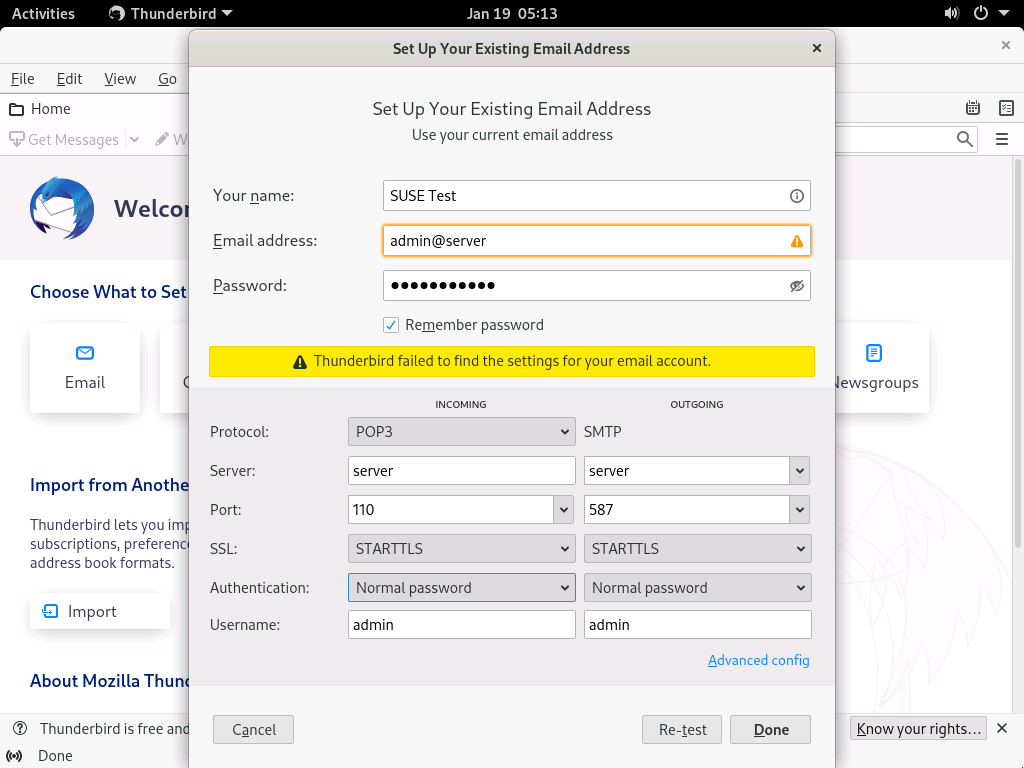 Activities Thunderbird Jan 19 05:13
Set Up Your Existing Email Address
File Edit View Go
Home
Get Messages
Set Up Your Existing Email Address
Use your current email address
Your name: SUSE Test
Email address: admin@server
Password: ●●●●●●●●●●●
Remember password
Thunderbird failed to find the settings for your email account.
INCOMING OUTGOING
Protocol: POP3 SMTP
Server: server server
Port: 110 587
SSL: STARTTLS STARTTLS
Authentication: Normal password Normal password
Username: admin admin
Advanced config
Cancel Re-test Done
Choose What to Set
Email
Newsgroups
Import from Anothe
Thunderbird lets you imp
subscriptions, preference
address book formats.
Import
About Mozilla Thun
Thunderbird is free and Know your rights...
Done